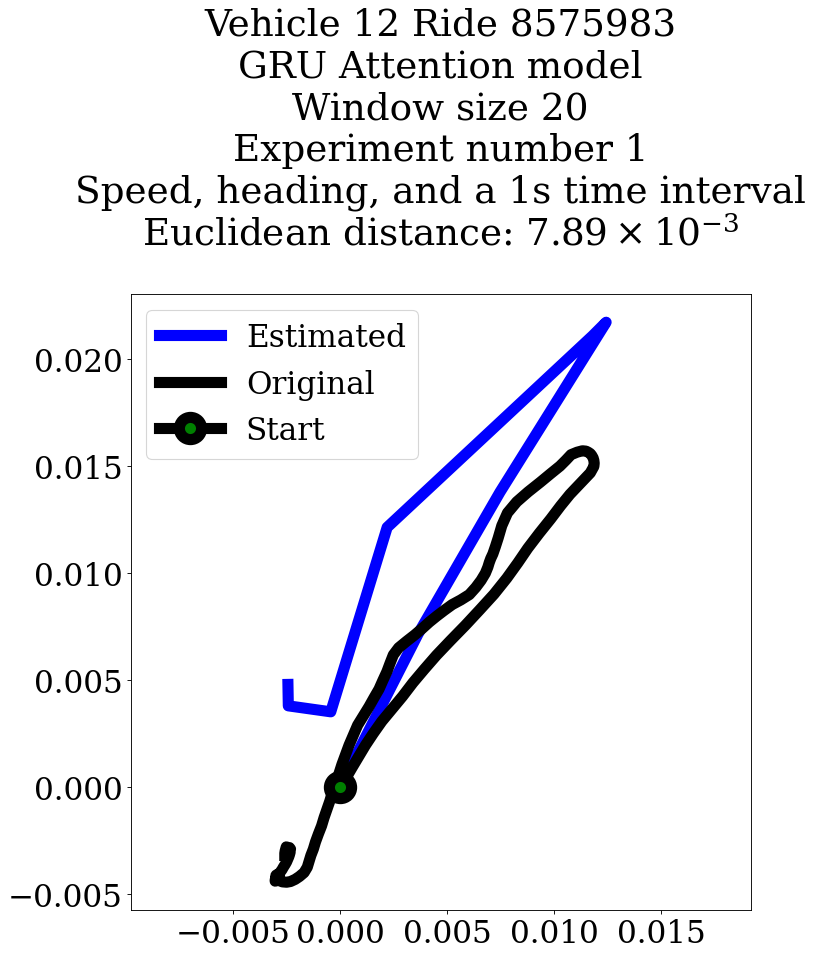 Vehicle 12 Ride 8575983
GRU Attention model
Window size 20
Experiment number 1
Speed, heading, and a 1s time interval
Euclidean distance: 7.89 × 10⁻³
Estimated
Original
Start
0.020
0.015
0.010
0.005
0.000
−0.005
−0.005 0.000 0.005 0.010 0.015